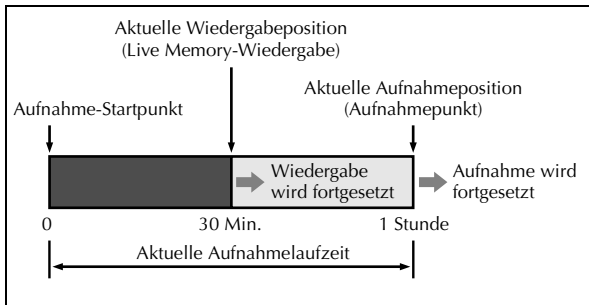 Aktuelle Wiedergabeposition
(Live Memory-Wiedergabe)
Aktuelle Aufnahmeposition
(Aufnahmepunkt)
Aufnahme-Startpunkt
Wiedergabe
wird fortgesetzt
Aufnahme wird
fortgesetzt
0
30 Min.
1 Stunde
Aktuelle Aufnahmelaufzeit